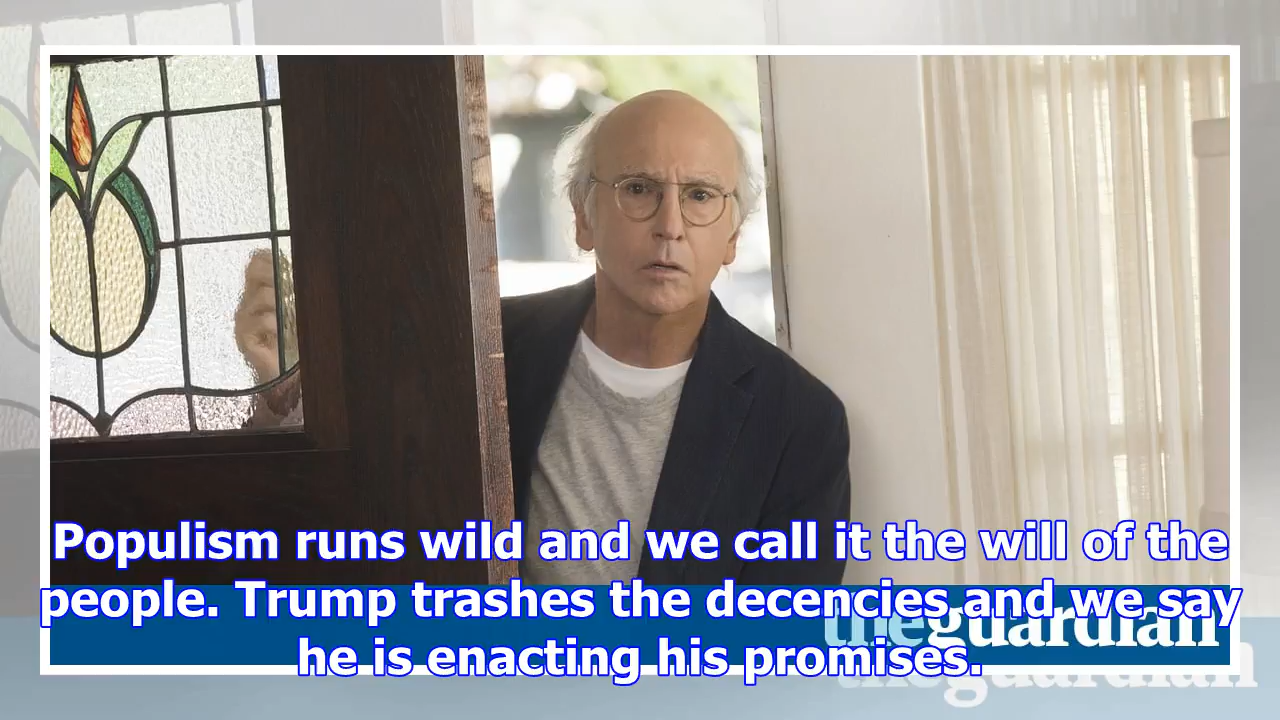 Populism runs wild and we call it the will of the
people. Trump trashes the decencies and we say
he is enacting his promises.
theguardian
theguardian